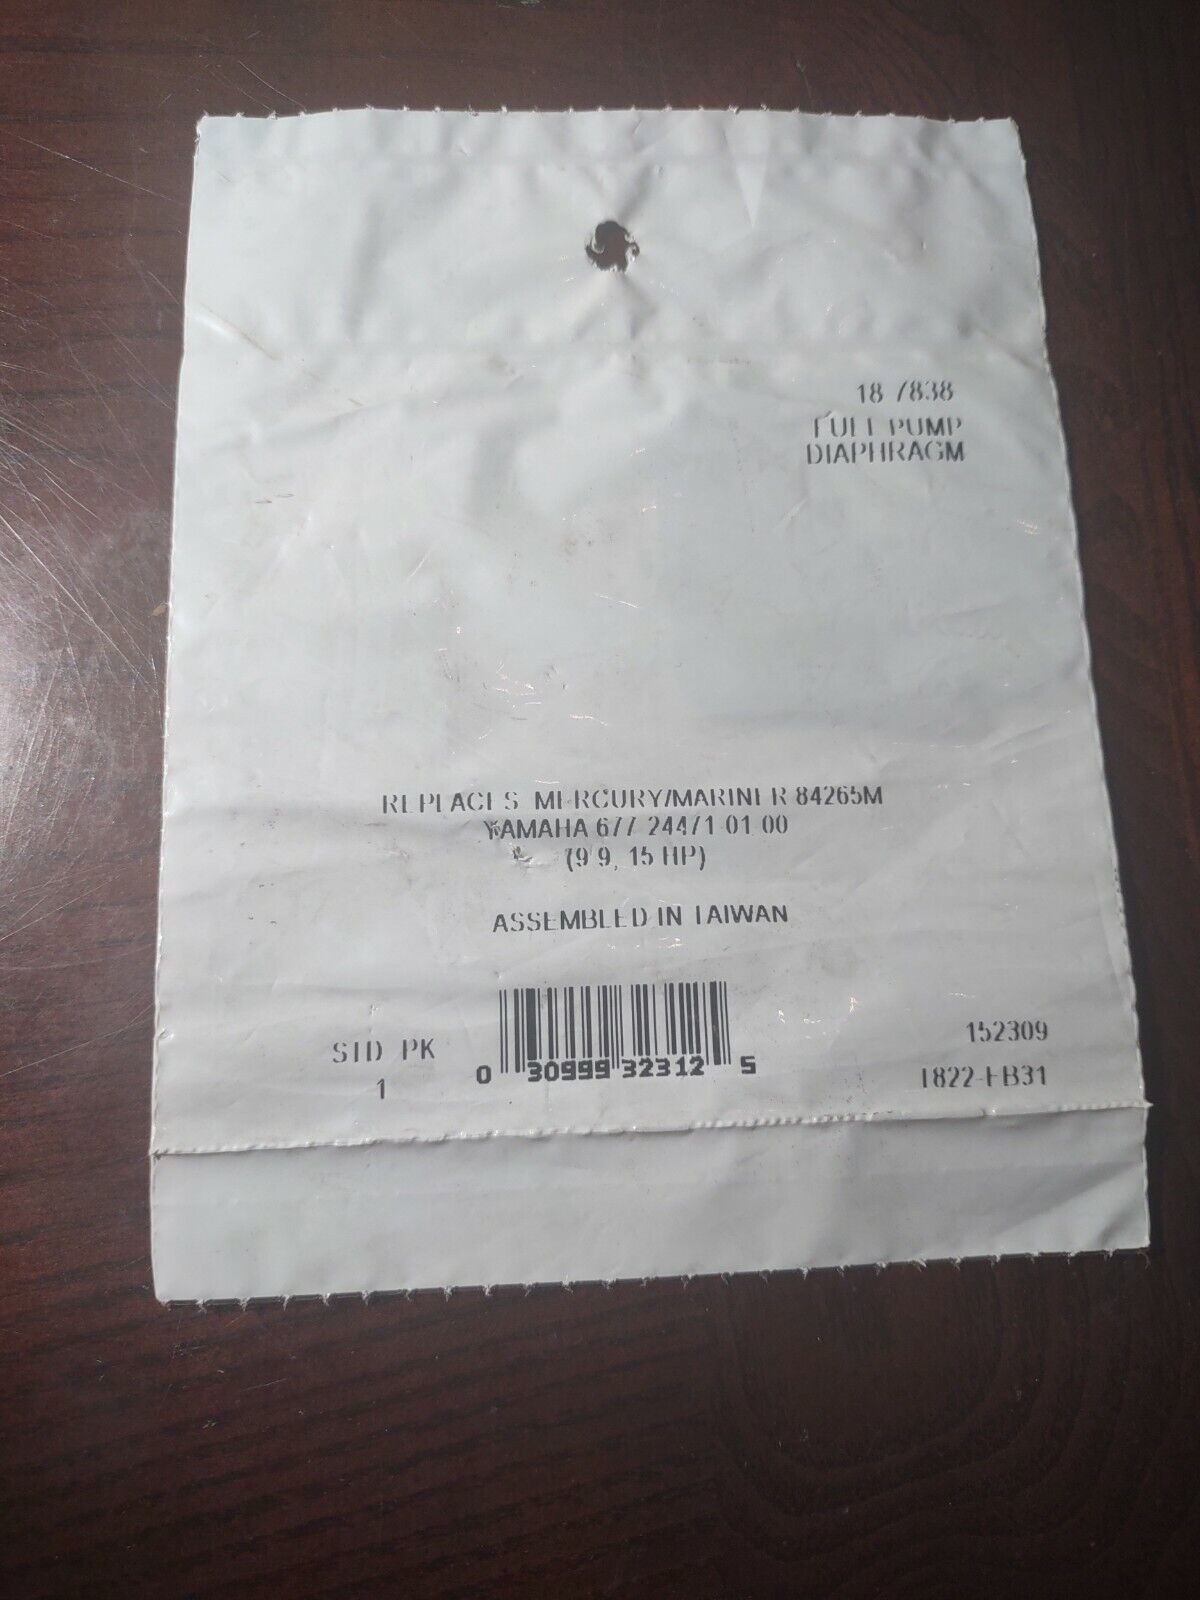 18-7838
FUEL PUMP
DIAPHRAGM
REPLACES MERCURY/MARINER 84265M
YAMAHA 677-24471-01-00
(9.9, 15 HP)
ASSEMBLED IN TAIWAN
STD PK
1
0 30999 32312 5
152309
1822-FB31